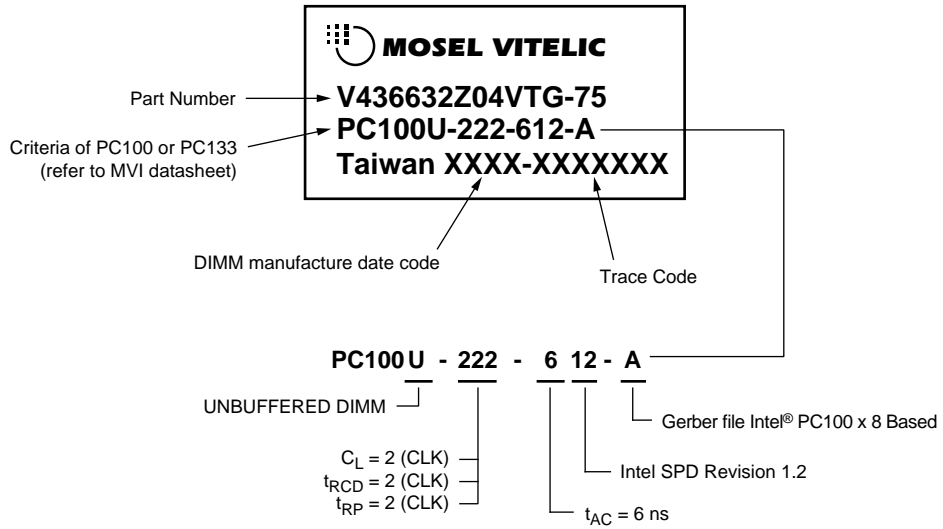 MOSEL VITELIC
Part Number
V436632Z04VTG-75
Criteria of PC100 or PC133
(refer to MVI datasheet)
PC100U-222-612-A
Taiwan XXXX-XXXXXXX
DIMM manufacture date code
Trace Code
PC100 U - 222 - 6 12 - A
UNBUFFERED DIMM
Gerber file Intel® PC100 x 8 Based
CL = 2 (CLK)
tRCD = 2 (CLK)
tRP = 2 (CLK)
Intel SPD Revision 1.2
tAC = 6 ns